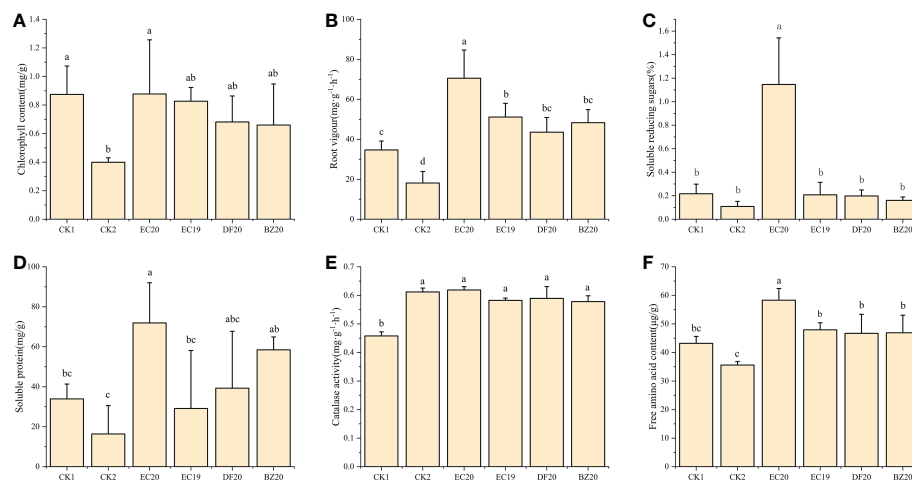 A
Chlorophyll content(mg/g)
1.4
1.2
1.0
0.8
0.6
0.4
0.2
0.0
a
b
a
ab
ab
ab
CK1 CK2 EC20 EC19 DF20 BZ20
B
Root vigour(mg·g⁻¹·h⁻¹)
100
80
60
40
20
0
c
d
a
b
bc
bc
CK1 CK2 EC20 EC19 DF20 BZ20
C
Soluble reducing sugars(%)
1.6
1.4
1.2
1.0
0.8
0.6
0.4
0.2
0.0
b
b
a
b
b
b
CK1 CK2 EC20 EC19 DF20 BZ20
D
Soluble protein(mg/g)
100
80
60
40
20
0
bc
c
a
bc
abc
ab
CK1 CK2 EC20 EC19 DF20 BZ20
E
Catalase activity(mg·g⁻¹·h⁻¹)
0.7
0.6
0.5
0.4
0.3
0.2
0.1
0.0
b
a
a
a
a
a
CK1 CK2 EC20 EC19 DF20 BZ20
F
Free amino acid content(μg/g)
70
60
50
40
30
20
10
0
bc
c
a
b
b
b
CK1 CK2 EC20 EC19 DF20 BZ20